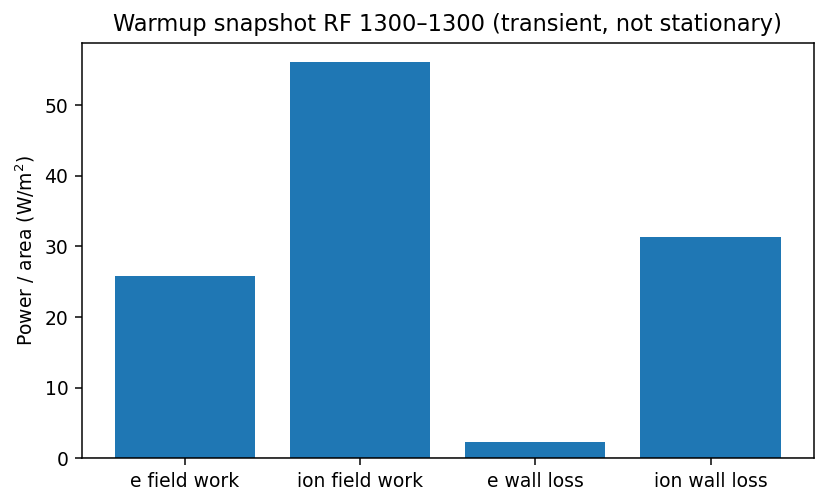 Warmup snapshot RF 1300–1300 (transient, not stationary)
Power / area (W/m²)
50
40
30
20
10
0
e field work ion field work e wall loss ion wall loss